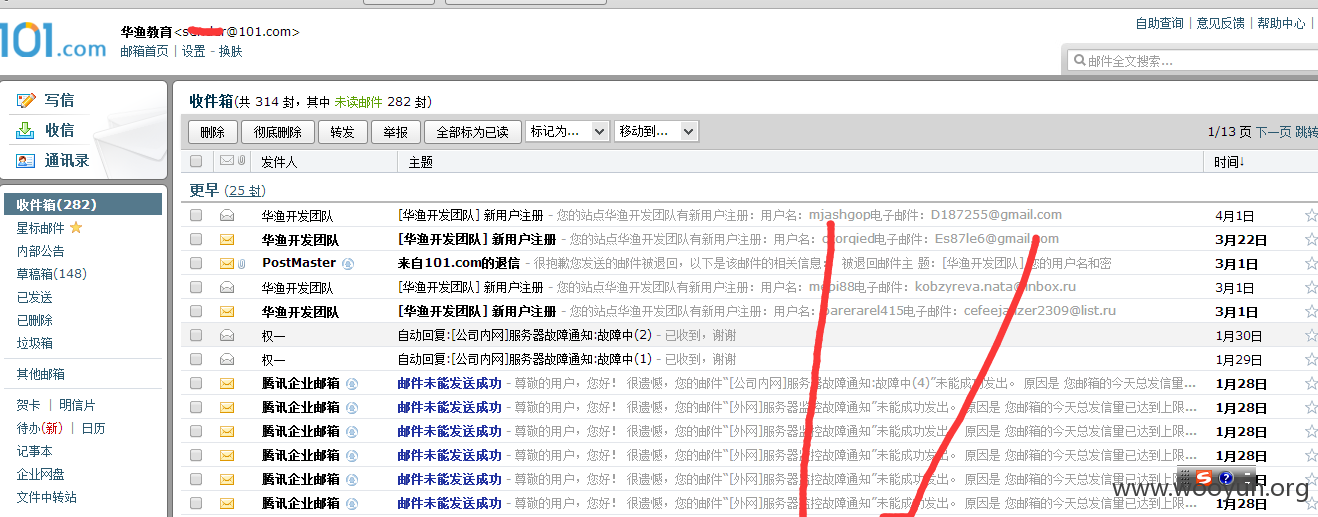 101.com
华渔教育<s r@101.com>
邮箱首页 | 设置 - 换肤
自助查询 | 意见反馈 | 帮助中心 |
邮件全文搜索...
写信
收信
通讯录
收件箱(282)
星标邮件
内部公告
草稿箱(148)
已发送
已删除
垃圾箱
其他邮箱
贺卡 | 明信片
待办(新) | 日历
记事本
企业网盘
文件中转站
收件箱(共 314 封，其中 未读邮件 282 封)
删除 彻底删除 转发 举报 全部标为已读 标记为... 移动到...
1/13 页 下一页 跳转
发件人 主题 时间↓
更早 (25 封)
华渔开发团队 [华渔开发团队] 新用户注册 - 您的站点华渔开发团队有新用户注册：用户名：mjashgop电子邮件：D187255@gmail.com 4月1日
华渔开发团队 [华渔开发团队] 新用户注册 - 您的站点华渔开发团队有新用户注册：用户名： 电子邮件：Es87le6@gmail.com 3月22日
PostMaster 来自101.com的退信 - 很抱歉您发送的邮件被退回，以下是该邮件的相关信息： 被退回邮件主 题：[华渔开发团队] 您的用户名和密 3月1日
华渔开发团队 [华渔开发团队] 新用户注册 - 您的站点华渔开发团队有新用户注册：用户名： 电子邮件：kobzyreva.nata@inbox.ru 3月1日
华渔开发团队 [华渔开发团队] 新用户注册 - 您的站点华渔开发团队有新用户注册：用户名：parerarel415电子邮件：cefeejanzer2309@list.ru 3月1日
权一 自动回复:[公司内网]服务器故障通知:故障中(2) - 已收到，谢谢 1月30日
权一 自动回复:[公司内网]服务器故障通知:故障中(1) - 已收到，谢谢 1月29日
腾讯企业邮箱 邮件未能发送成功 - 尊敬的用户，您好！ 很遗憾，您的邮件“[公司内网]服务器故障通知:故障中(4)”未能成功发出。 原因是 您邮箱的今天总发信量... 1月28日
腾讯企业邮箱 邮件未能发送成功 - 尊敬的用户，您好！ 很遗憾，您的邮件“[外网]服务器监控故障通知”未能成功发出。 原因是 您邮箱的今天总发信量已达到上限... 1月28日
腾讯企业邮箱 邮件未能发送成功 - 尊敬的用户，您好！ 很遗憾，您的邮件“[外网]服务器监控故障通知”未能成功发出。 原因是 您邮箱的今天总发信量已达到上限... 1月28日
腾讯企业邮箱 邮件未能发送成功 - 尊敬的用户，您好！ 很遗憾，您的邮件“[外网]服务器监控故障通知”未能成功发出。 原因是 您邮箱的今天总发信量已达到上限... 1月28日
腾讯企业邮箱 邮件未能发送成功 - 尊敬的用户，您好！ 很遗憾，您的邮件“[外网]服务器监控故障通知”未能成功发出。 原因是 您邮箱的今天总发信量已达到上限...
腾讯企业邮箱 邮件未能发送成功 - 尊敬的用户，您好！ 很遗憾，您的邮件“[外网]服务器监控故障通知”未能成功发出。 原因是 您邮箱的今天总发信量已达到上限...
www.wooyun.org